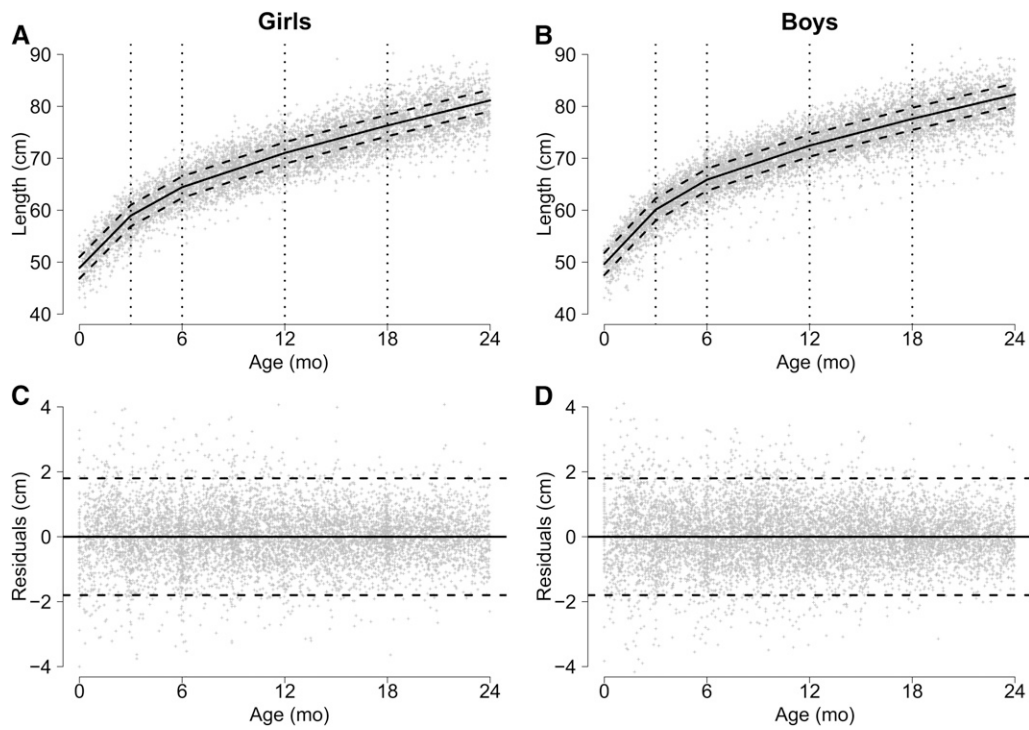 Girls
Boys
A
B
90
80
70
60
50
40
Length (cm)
0 6 12 18 24
Age (mo)
90
80
70
60
50
40
Length (cm)
0 6 12 18 24
Age (mo)
C
D
4
2
0
−2
−4
Residuals (cm)
0 6 12 18 24
Age (mo)
4
2
0
−2
−4
Residuals (cm)
0 6 12 18 24
Age (mo)